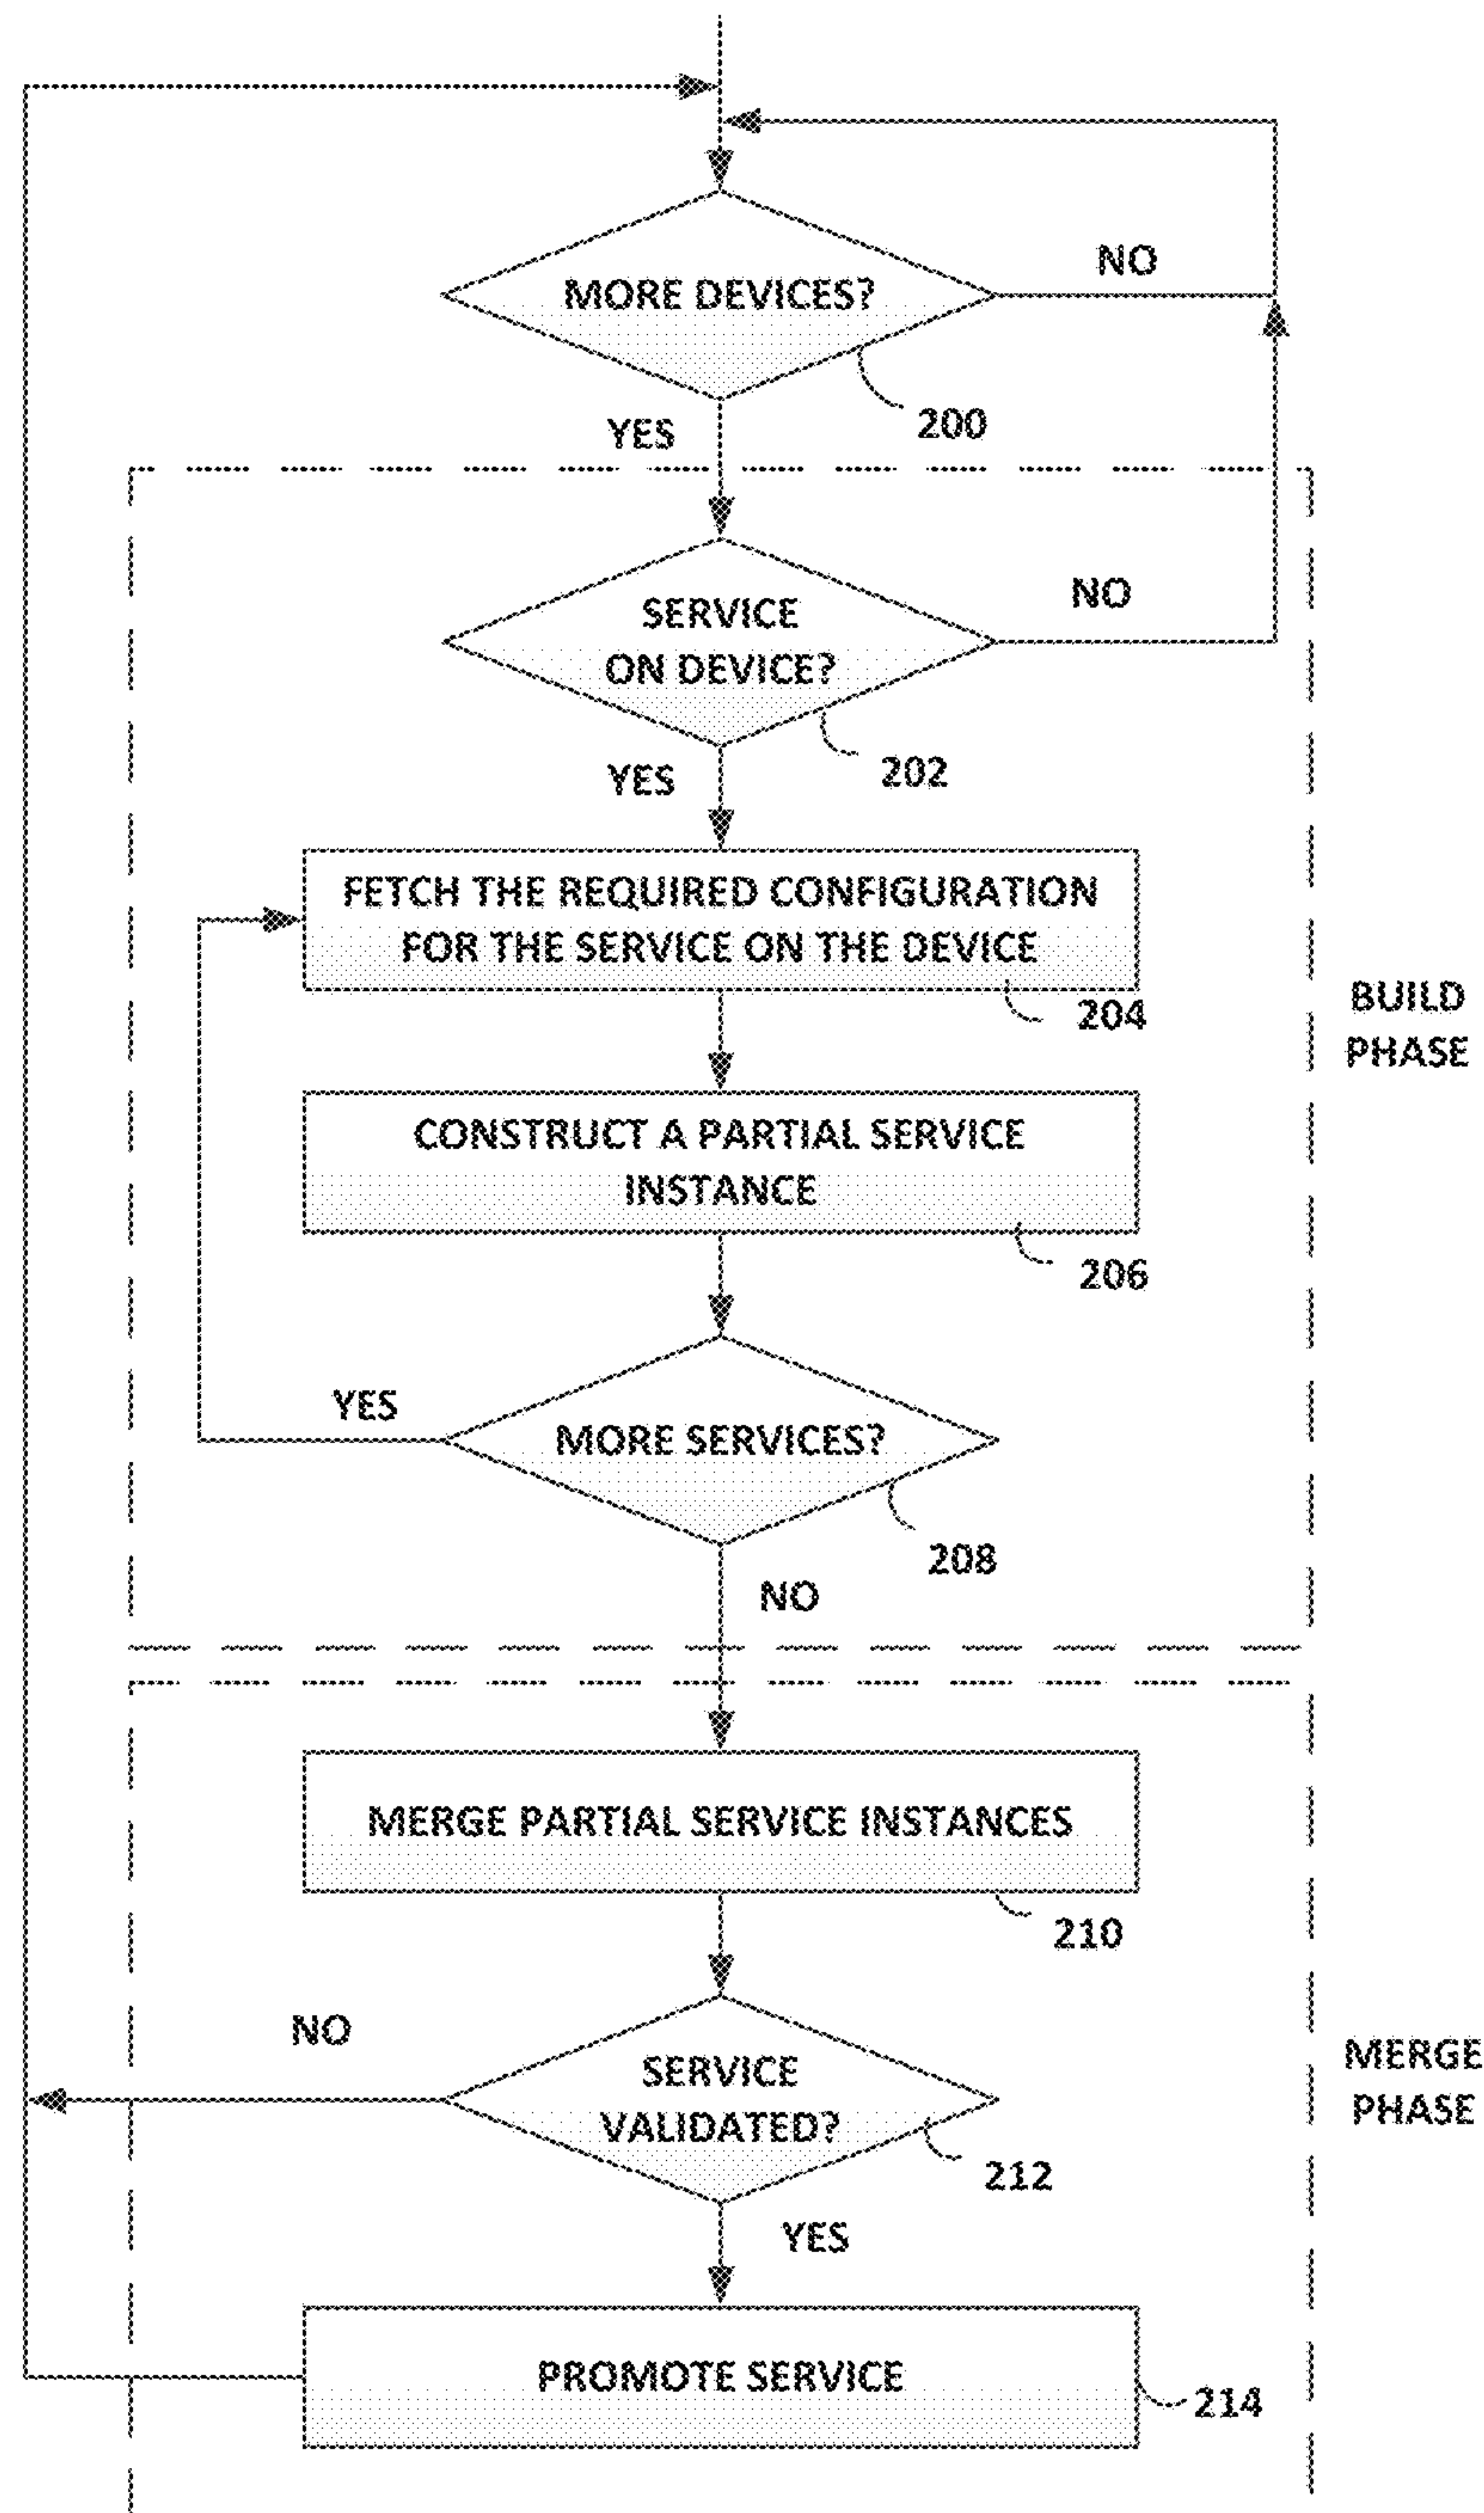 NO
MORE DEVICES?
200
YES
NO
SERVICE
ON DEVICE?
202
YES
FETCH THE REQUIRED CONFIGURATION
FOR THE SERVICE ON THE DEVICE
204
BUILD
PHASE
CONSTRUCT A PARTIAL SERVICE
INSTANCE
206
YES
MORE SERVICES?
208
NO
MERGE PARTIAL SERVICE INSTANCES
210
NO
SERVICE
VALIDATED?
212
MERGE
PHASE
YES
PROMOTE SERVICE
214